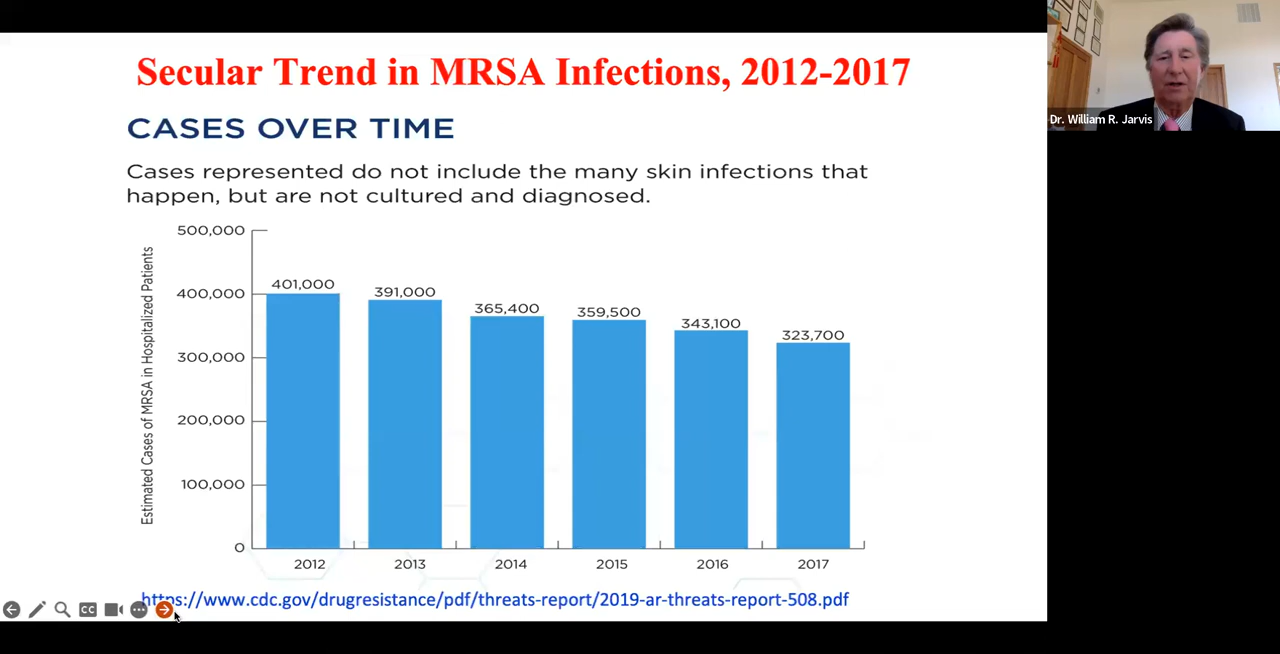 Secular Trend in MRSA Infections, 2012-2017
CASES OVER TIME
Cases represented do not include the many skin infections that
happen, but are not cultured and diagnosed.
Estimated Cases of MRSA in Hospitalized Patients
500,000
400,000
300,000
200,000
100,000
0
401,000
391,000
365,400
359,500
343,100
323,700
2012
2013
2014
2015
2016
2017
https://www.cdc.gov/drugresistance/pdf/threats-report/2019-ar-threats-report-508.pdf
CC
Dr. William R. Jarvis